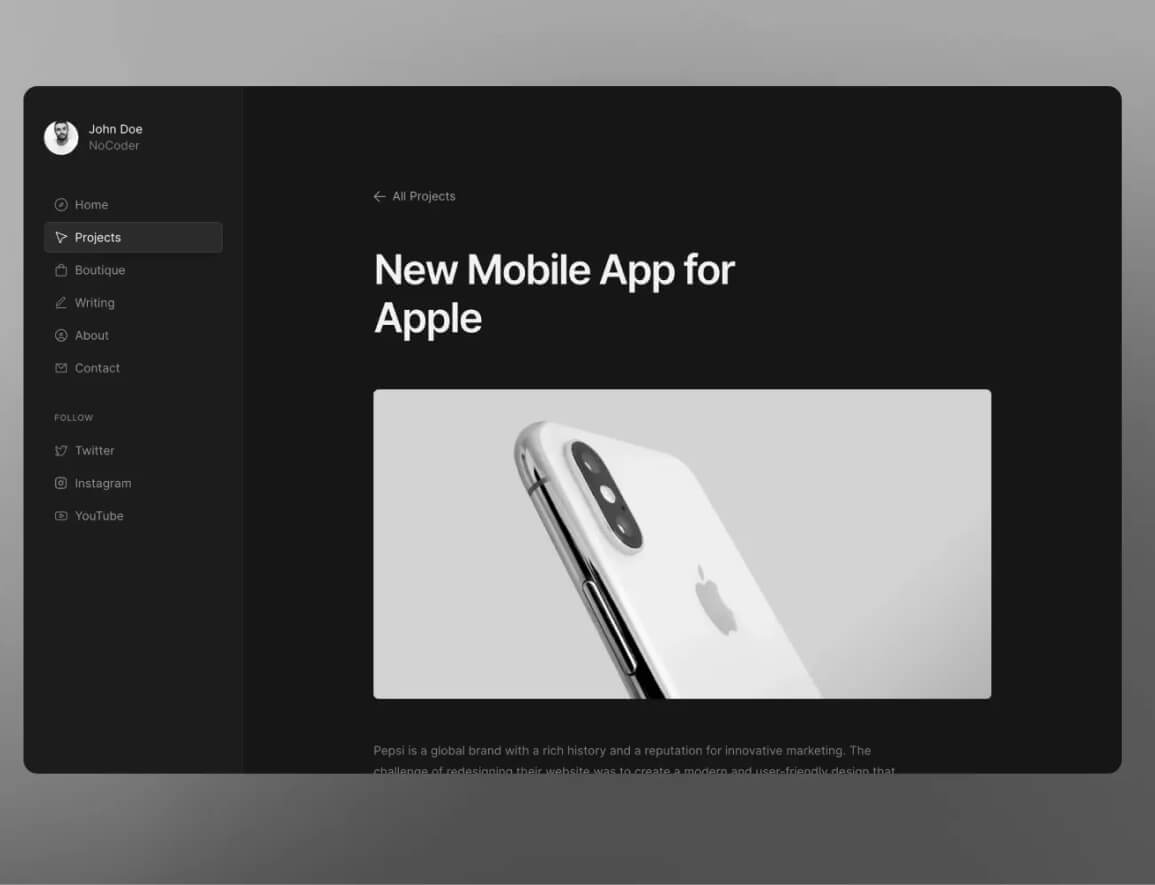 John Doe
NoCoder
Home
Projects
Boutique
Writing
About
Contact
FOLLOW
Twitter
Instagram
YouTube
All Projects
New Mobile App for
Apple
Pepsi is a global brand with a rich history and a reputation for innovative marketing. The
challenge of redesigning their website was to create a modern and user-friendly design that